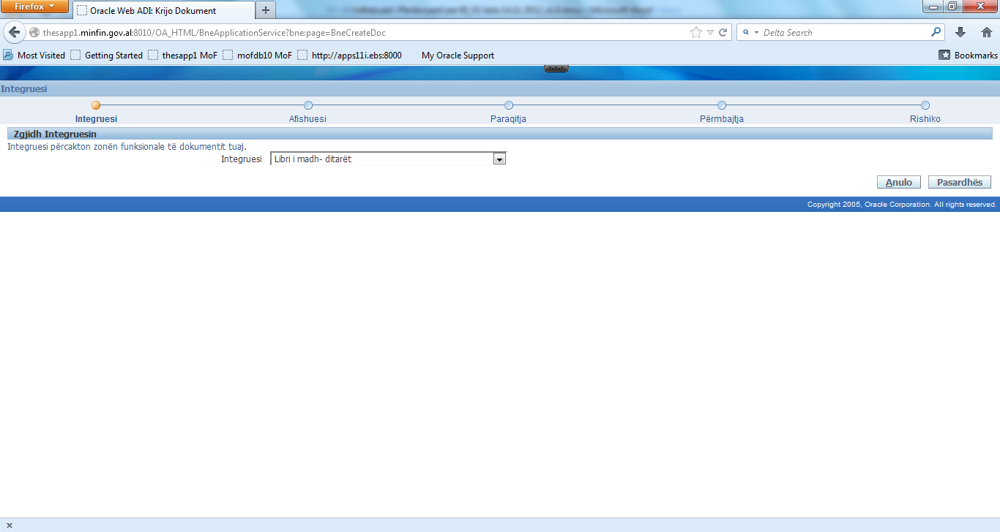 Firefox
Oracle Web ADI: Krijo Dokument
thesapp1.minfin.gov.al:8010/OA_HTML/BneApplicationService?bne:page=BneCreateDoc
Delta Search
Most Visited Getting Started thesapp1 MoF mofdb10 MoF http://apps11i.ebs:8000 My Oracle Support Bookmarks
Integruesi
Integruesi Afishuesi Paraqitja Përmbajtja Rishiko
Zgjidh Integruesin
Integruesi përcakton zonën funksionale të dokumentit tuaj.
Integruesi Libri i madh- ditarët
Anulo Pasardhës
Copyright 2005, Oracle Corporation. All rights reserved.